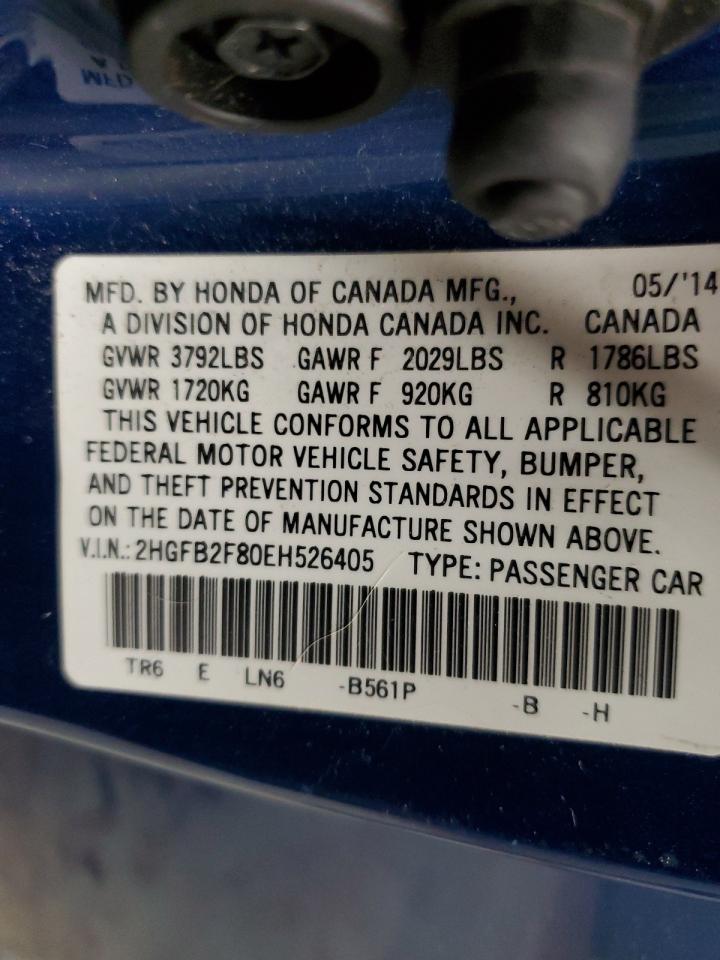 MFD
MFD. BY HONDA OF CANADA MFG., 05/'14
A DIVISION OF HONDA CANADA INC. CANADA
GVWR 3792LBS GAWR F 2029LBS R 1786LBS
GVWR 1720KG GAWR F 920KG R 810KG
THIS VEHICLE CONFORMS TO ALL APPLICABLE
FEDERAL MOTOR VEHICLE SAFETY, BUMPER,
AND THEFT PREVENTION STANDARDS IN EFFECT
ON THE DATE OF MANUFACTURE SHOWN ABOVE.
V.I.N.: 2HGFB2F80EH526405 TYPE: PASSENGER CAR
TR6 E LN6 -B561P -B -H